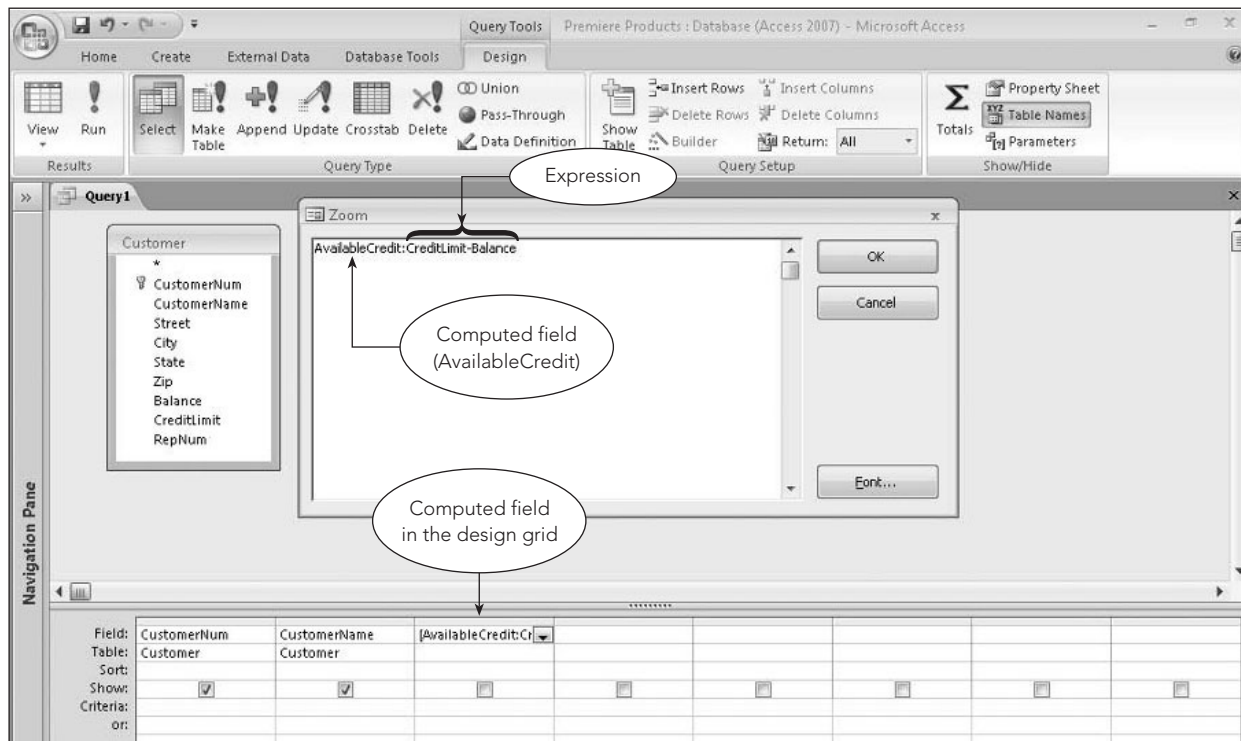 Query Tools
Premiere Products : Database (Access 2007) - Microsoft Access
Home Create External Data Database Tools Design
View
Run
Results
Select
Make Table
Append
Update
Crosstab
Delete
Union
Pass-Through
Data Definition
Query Type
Show Table
Insert Rows
Delete Rows
Builder
Insert Columns
Delete Columns
Return: All
Query Setup
Totals
Property Sheet
Table Names
Parameters
Show/Hide
Query1
Expression
Zoom
AvailableCredit:CreditLimit-Balance
OK
Cancel
Font...
Computed field
(AvailableCredit)
Customer
*
CustomerNum
CustomerName
Street
City
State
Zip
Balance
CreditLimit
RepNum
Computed field
in the design grid
Navigation Pane
Field: CustomerNum CustomerName [AvailableCredit:Cr
Table: Customer Customer
Sort:
Show:
Criteria:
or: